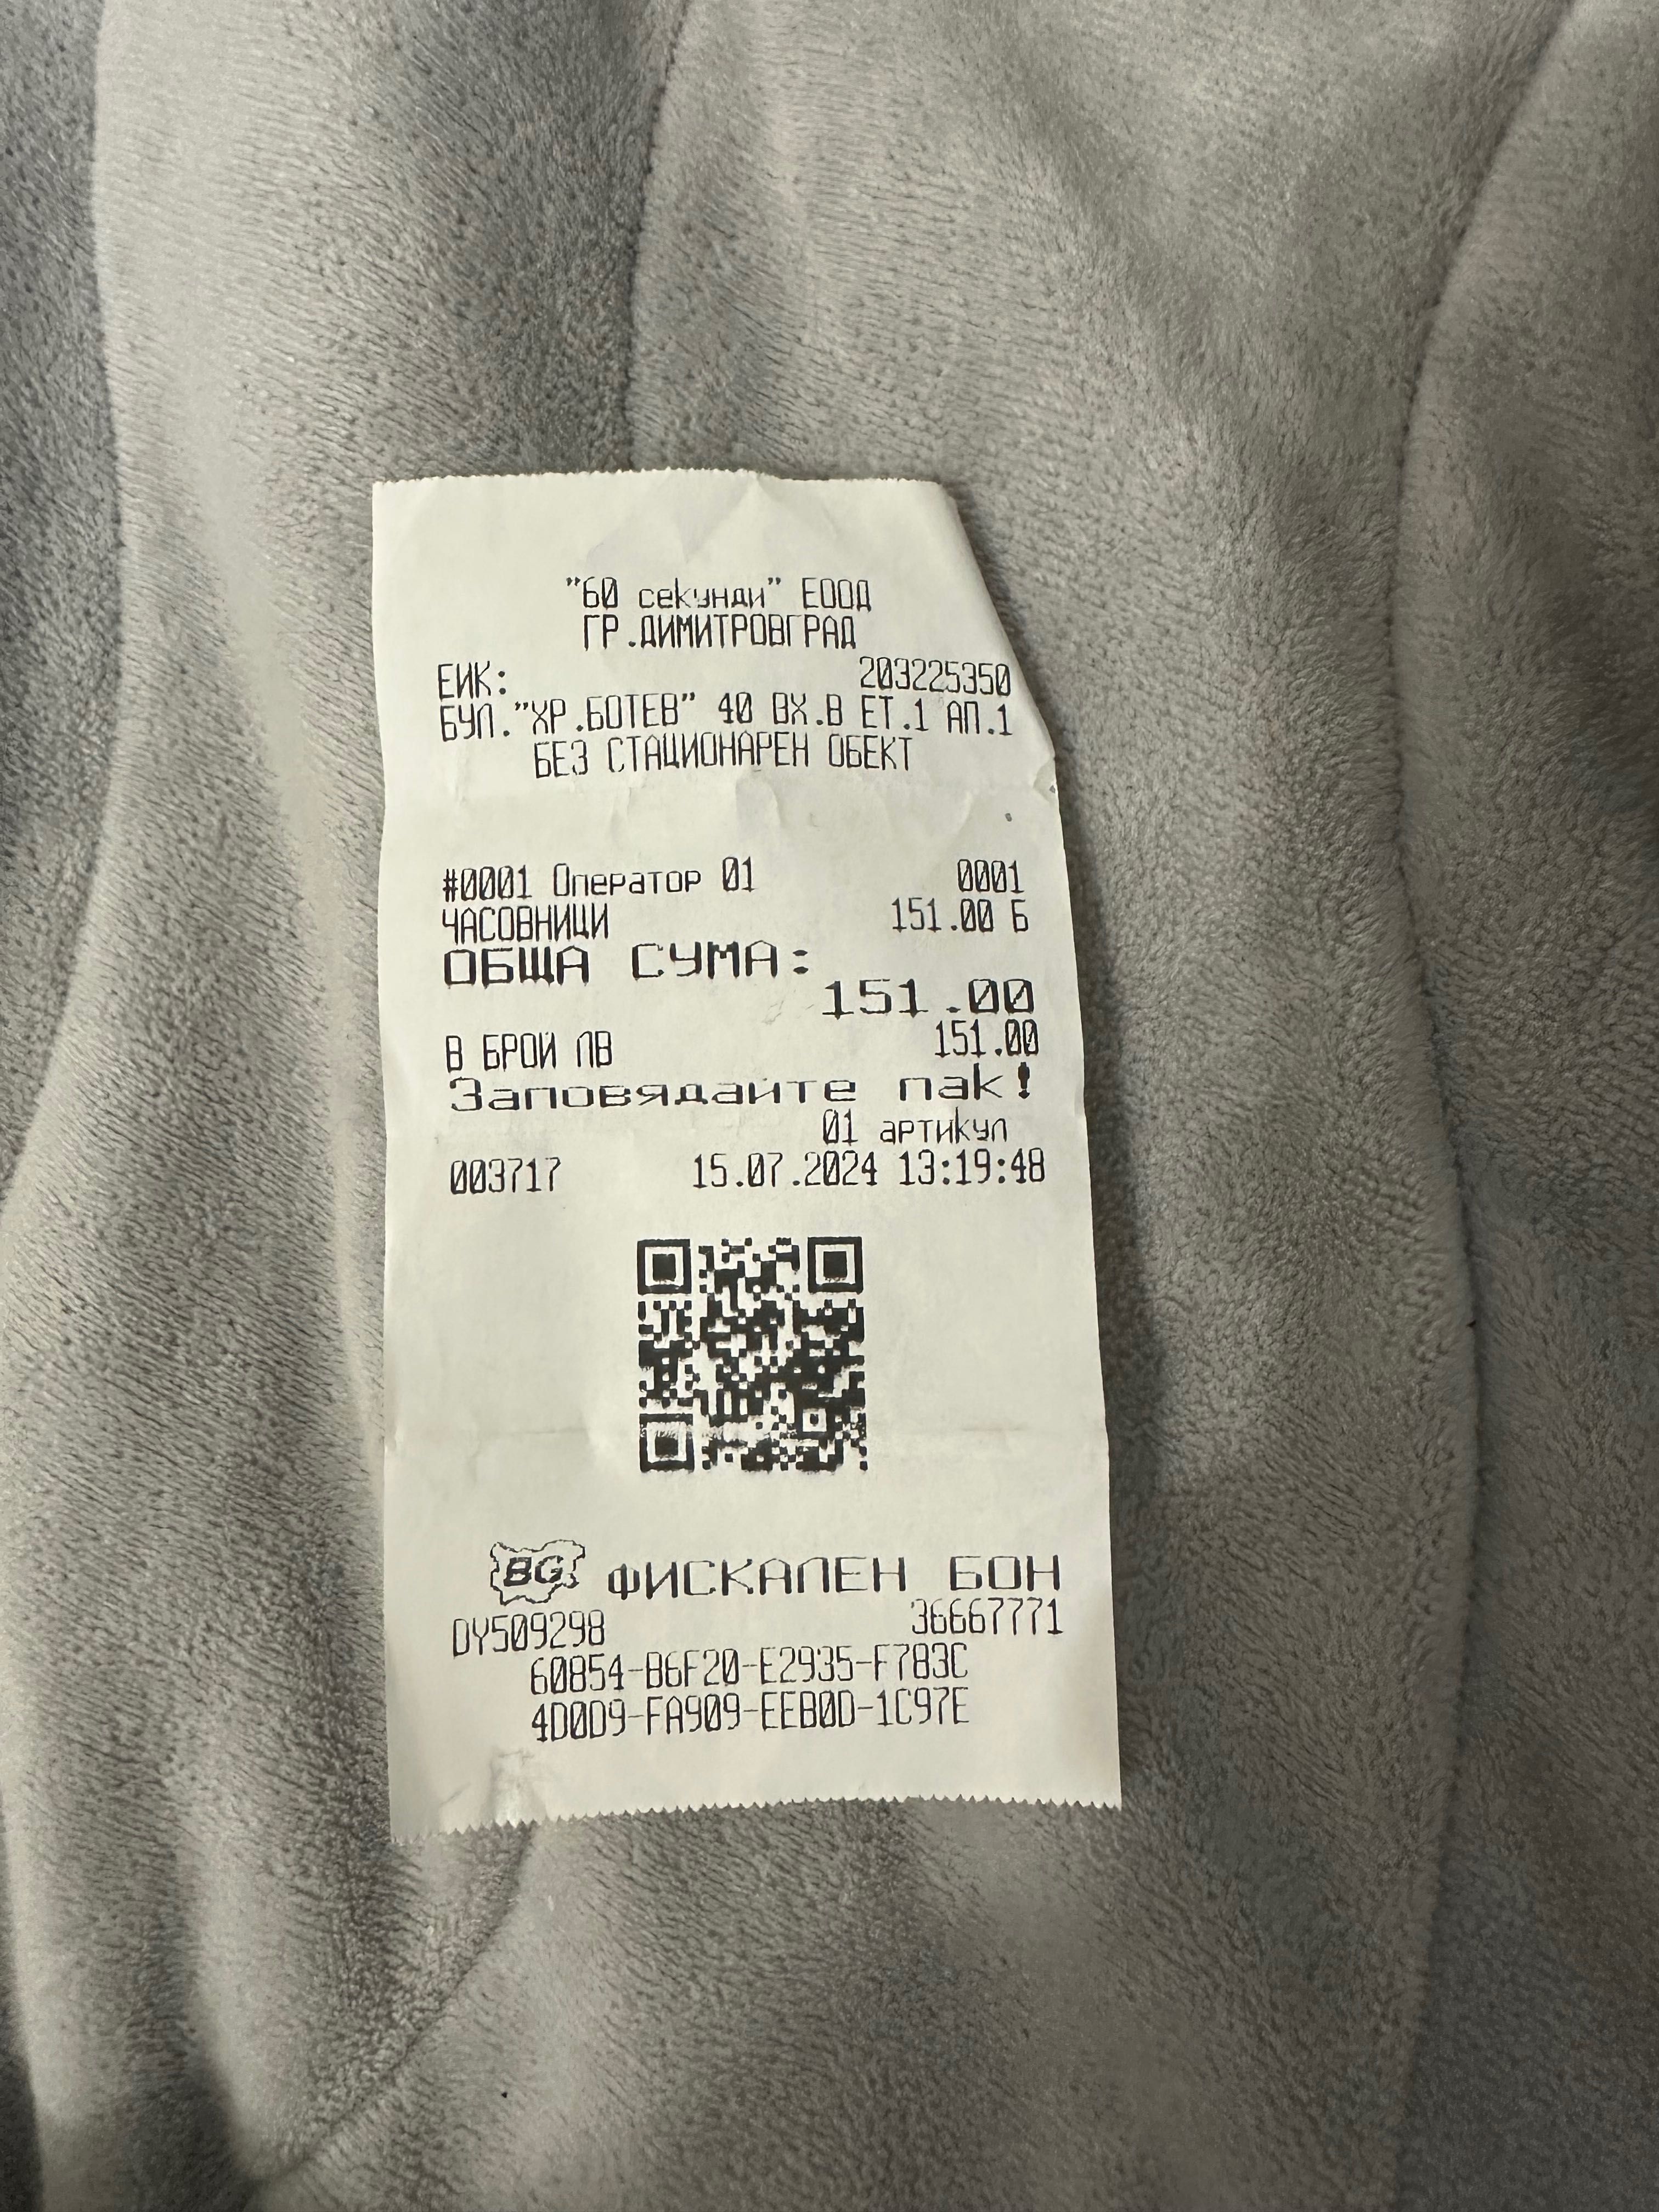 "60 секунди" ЕООД
ГР.ДИМИТРОВГРАД
ЕИК: 203225350
БУЛ."ХР.БОТЕВ" 40 ВХ.В ЕТ.1 АП.1
БЕЗ СТАЦИОНАРЕН ОБЕКТ
#0001 Оператор 01 0001
ЧАСОВНИЦИ 151.00 Б
ОБЩА СУМА:
151.00
В БРОЙ ЛВ 151.00
Заповядайте пак!
01 артикул
003717 15.07.2024 13:19:48
BG ФИСКАЛЕН БОН
DY509298 36667771
60854-B6F20-E2935-F783C
4D0D9-FA909-EEB0D-1C97E